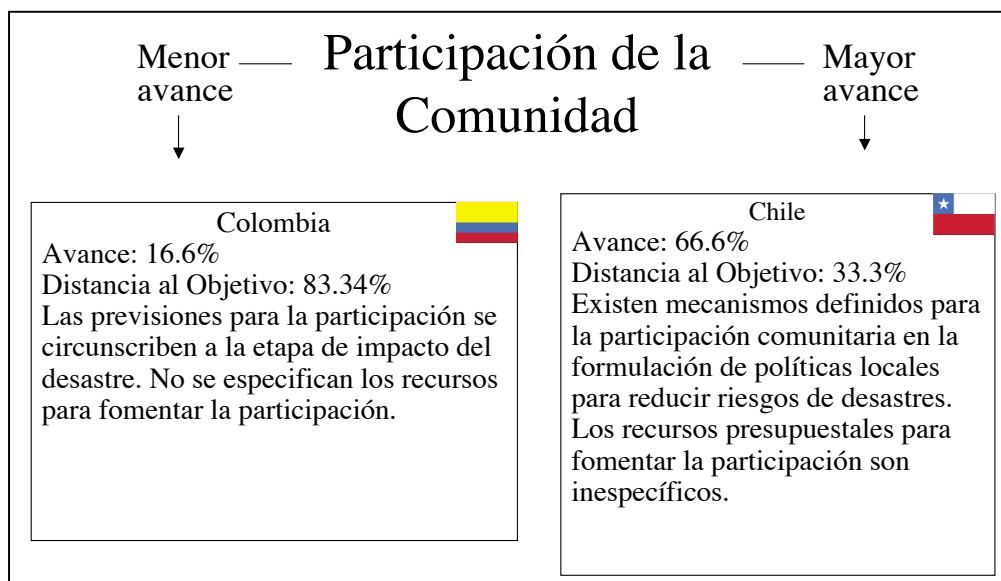 Participación de la
Comunidad
Menor
avance
Mayor
avance
Colombia
Avance: 16.6%
Distancia al Objetivo: 83.34%
Las previsiones para la participación se
circunscriben a la etapa de impacto del
desastre. No se especifican los recursos
para fomentar la participación.
Chile
Avance: 66.6%
Distancia al Objetivo: 33.3%
Existen mecanismos definidos para
la participación comunitaria en la
formulación de políticas locales
para reducir riesgos de desastres.
Los recursos presupuestales para
fomentar la participación son
inespecíficos.